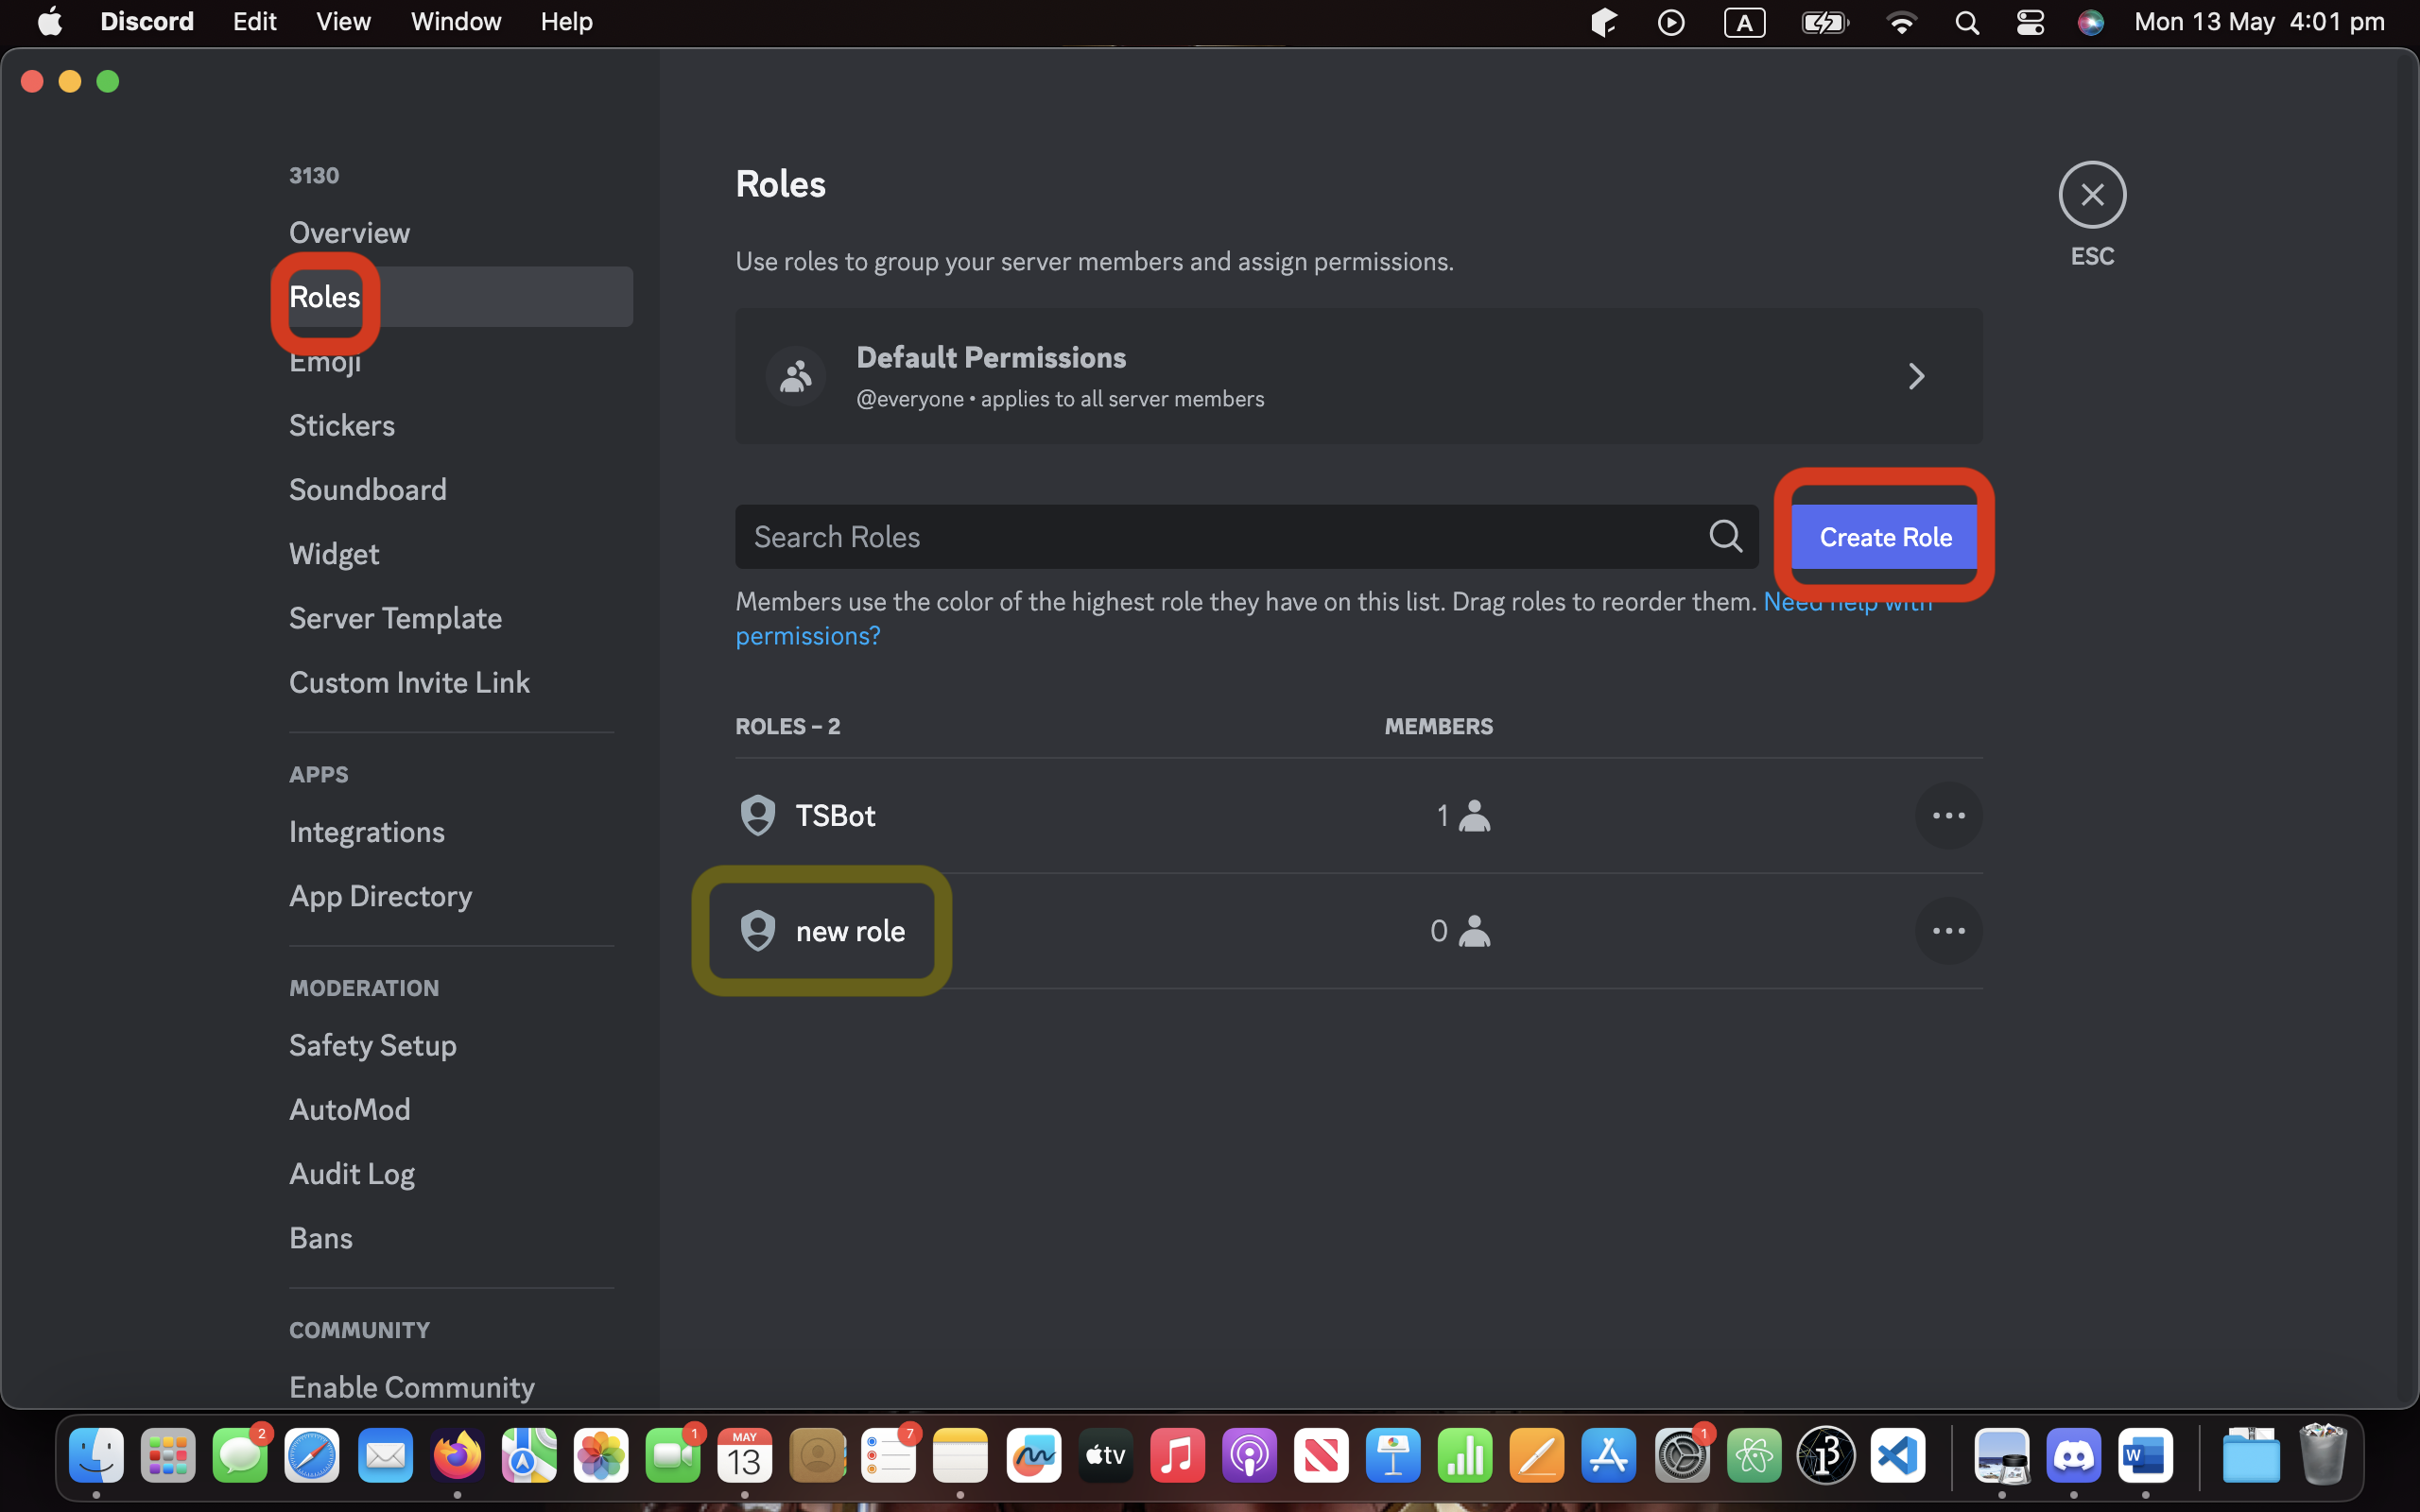 Discord Edit View Window Help A Mon 13 May 4:01 pm
3130
Overview
Roles
Emoji
Stickers
Soundboard
Widget
Server Template
Custom Invite Link
APPS
Integrations
App Directory
MODERATION
Safety Setup
AutoMod
Audit Log
Bans
COMMUNITY
Enable Community
Roles
ESC
Use roles to group your server members and assign permissions.
Default Permissions
@everyone • applies to all server members
Search Roles
Create Role
Members use the color of the highest role they have on this list. Drag roles to reorder them. Need help with
permissions?
ROLES – 2 MEMBERS
TSBot 1
new role 0
2 1 MAY 13 7 tv 1 W